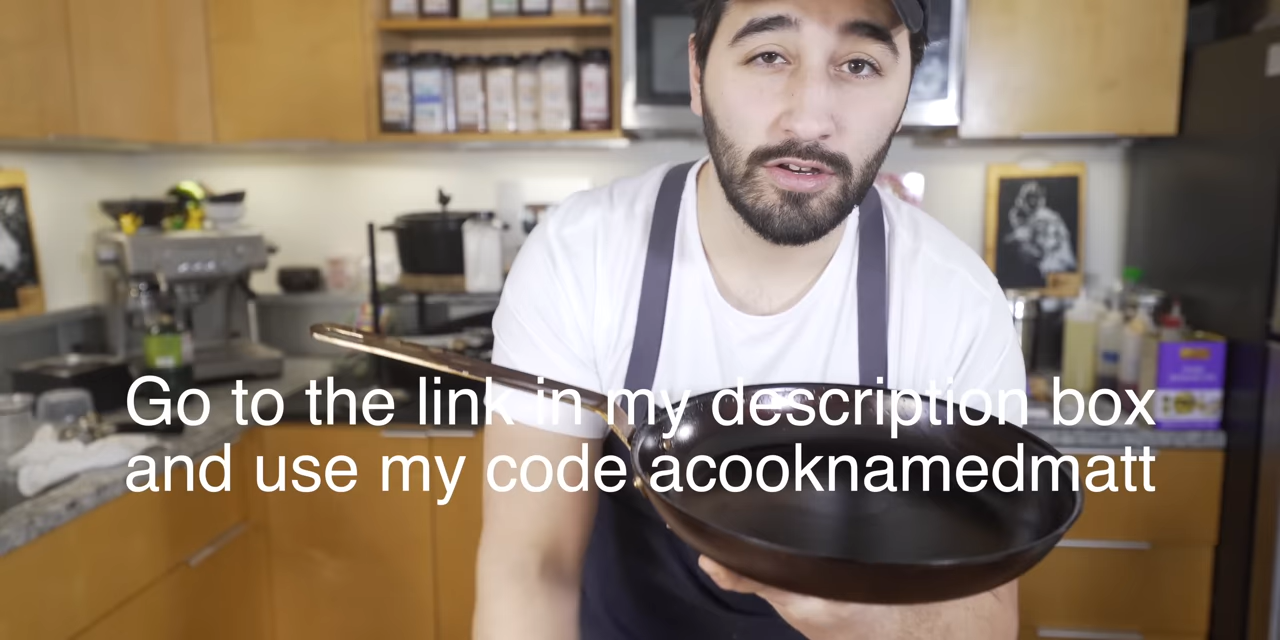 Go to the link in my description box
and use my code acooknamedmatt